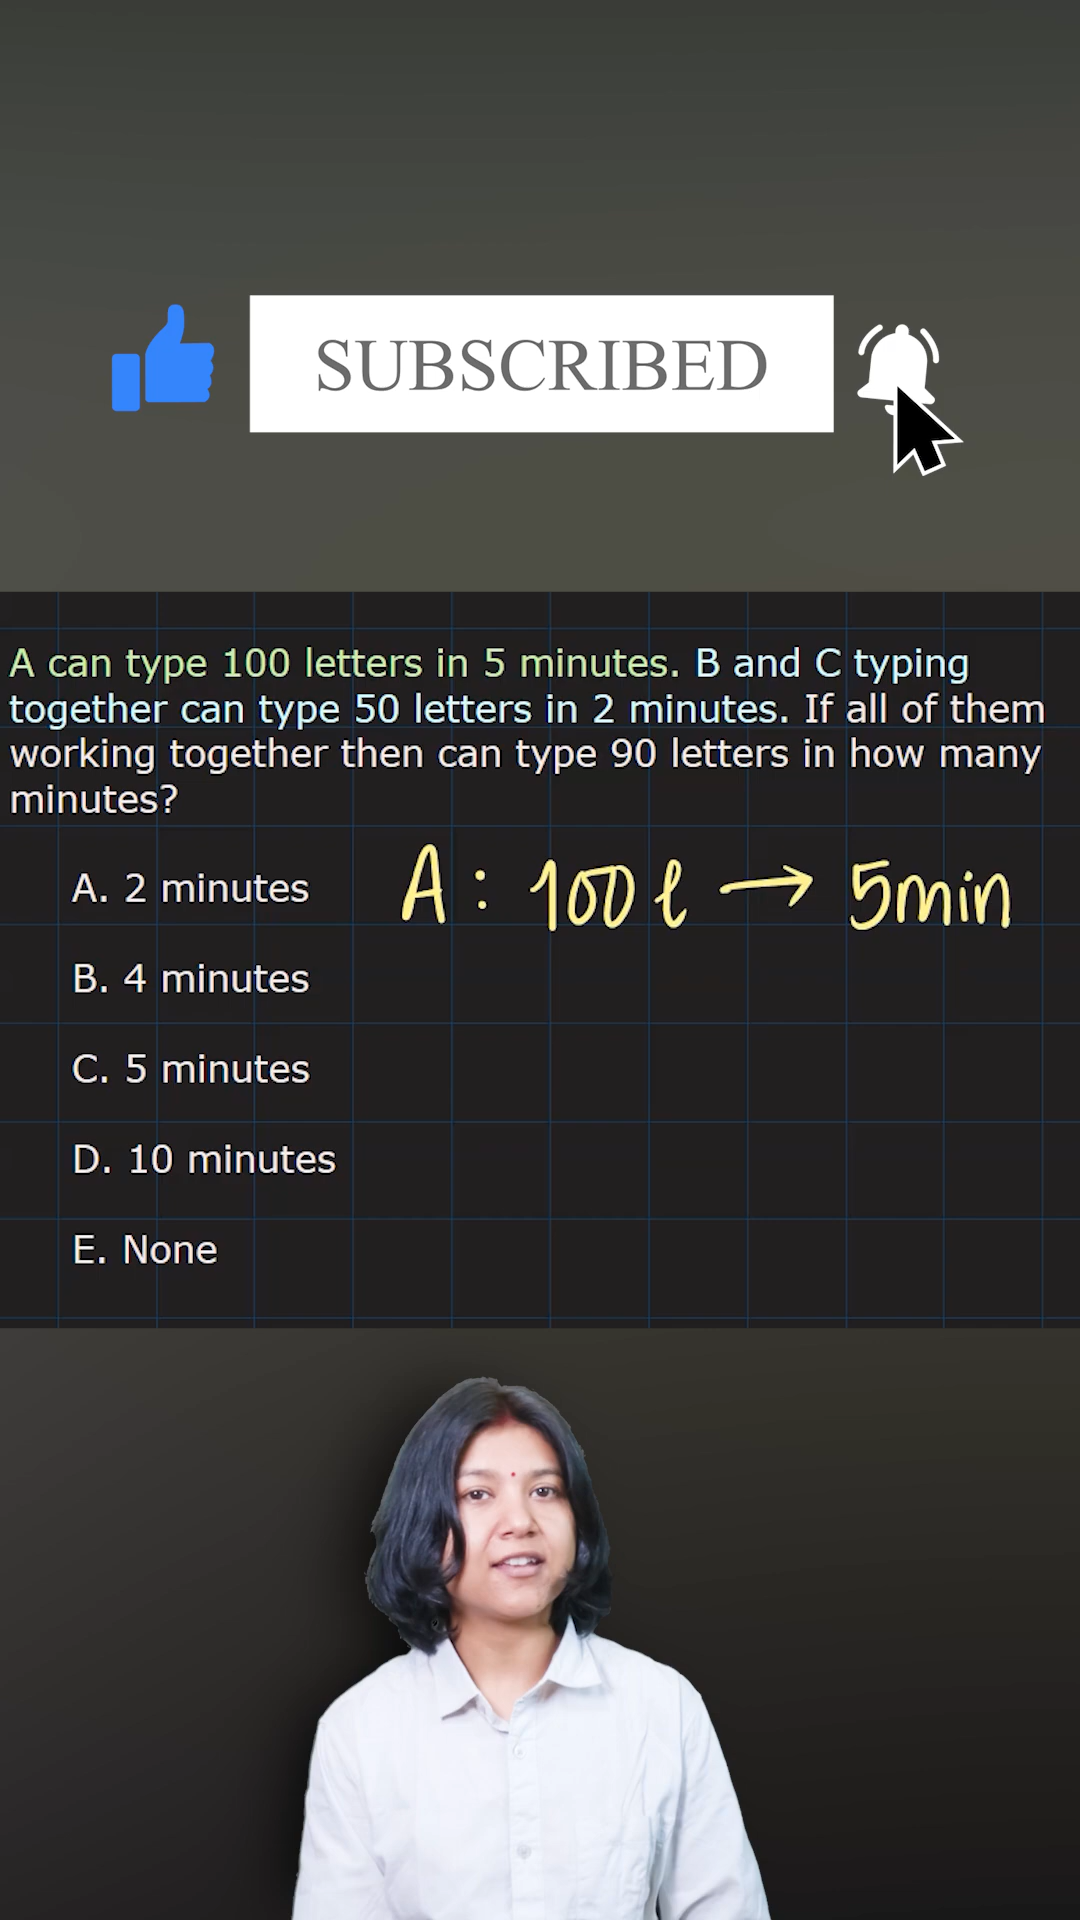 SUBSCRIBED
A can type 100 letters in 5 minutes. B and C typing
together can type 50 letters in 2 minutes. If all of them
working together then can type 90 letters in how many
minutes?
A. 2 minutes
A : 100 l → 5min
B. 4 minutes
C. 5 minutes
D. 10 minutes
E. None